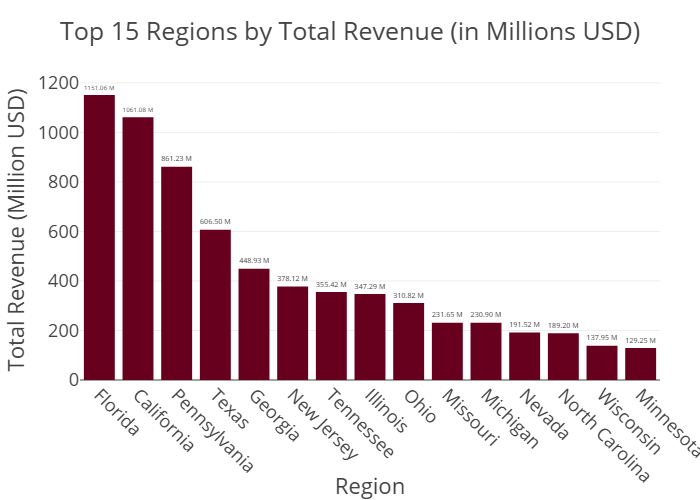 Top 15 Regions by Total Revenue (in Millions USD)
Total Revenue (Million USD)
1200
1000
800
600
400
200
0
1151.06 M
1061.08 M
861.23 M
606.50 M
448.93 M
378.12 M
355.42 M
347.29 M
310.82 M
231.65 M
230.90 M
191.52 M
189.20 M
137.95 M
129.25 M
Florida
California
Pennsylvania
Texas
Georgia
New Jersey
Tennessee
Illinois
Ohio
Missouri
Michigan
Nevada
North Carolina
Wisconsin
Minnesota
Region